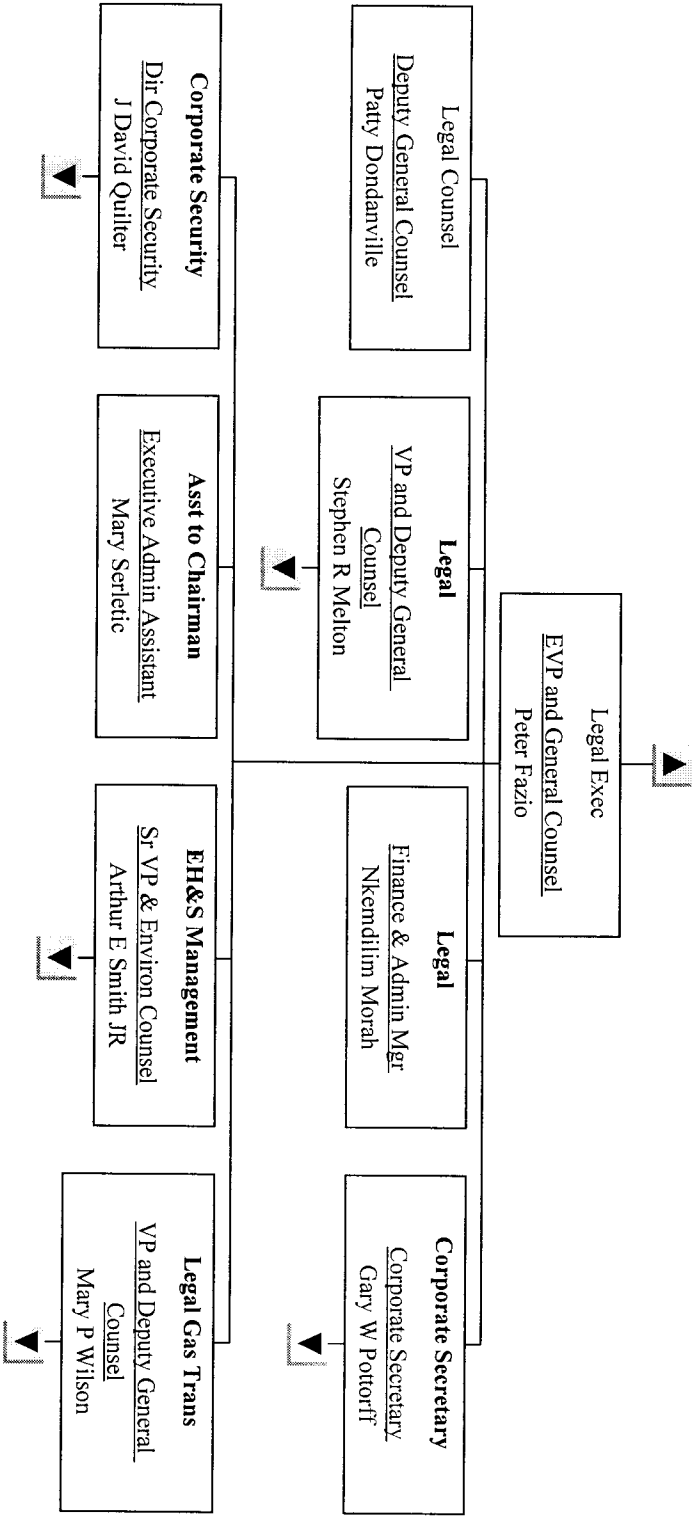 Legal Exec
EVP and General Counsel
Peter Fazio
Legal Counsel
Deputy General Counsel
Patty Dondanville
Legal
VP and Deputy General
Counsel
Stephen R Melton
Legal
Finance & Admin Mgr
Nkemdilim Morah
Corporate Secretary
Corporate Secretary
Gary W Pottorff
Corporate Security
Dir Corporate Security
J David Quilter
Asst to Chairman
Executive Admin Assistant
Mary Serletic
EH&S Management
Sr VP & Environ Counsel
Arthur E Smith JR
Legal Gas Trans
VP and Deputy General
Counsel
Mary P Wilson